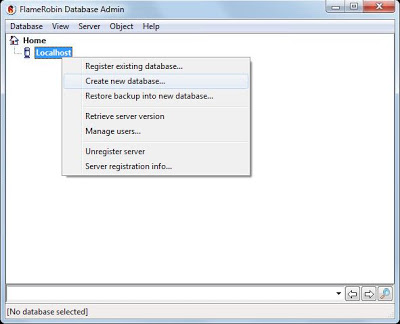 FlameRobin Database Admin
Database View Server Object Help
Home
Localhost
Register existing database...
Create new database...
Restore backup into new database...
Retrieve server version
Manage users...
Unregister server
Server registration info...
[No database selected]